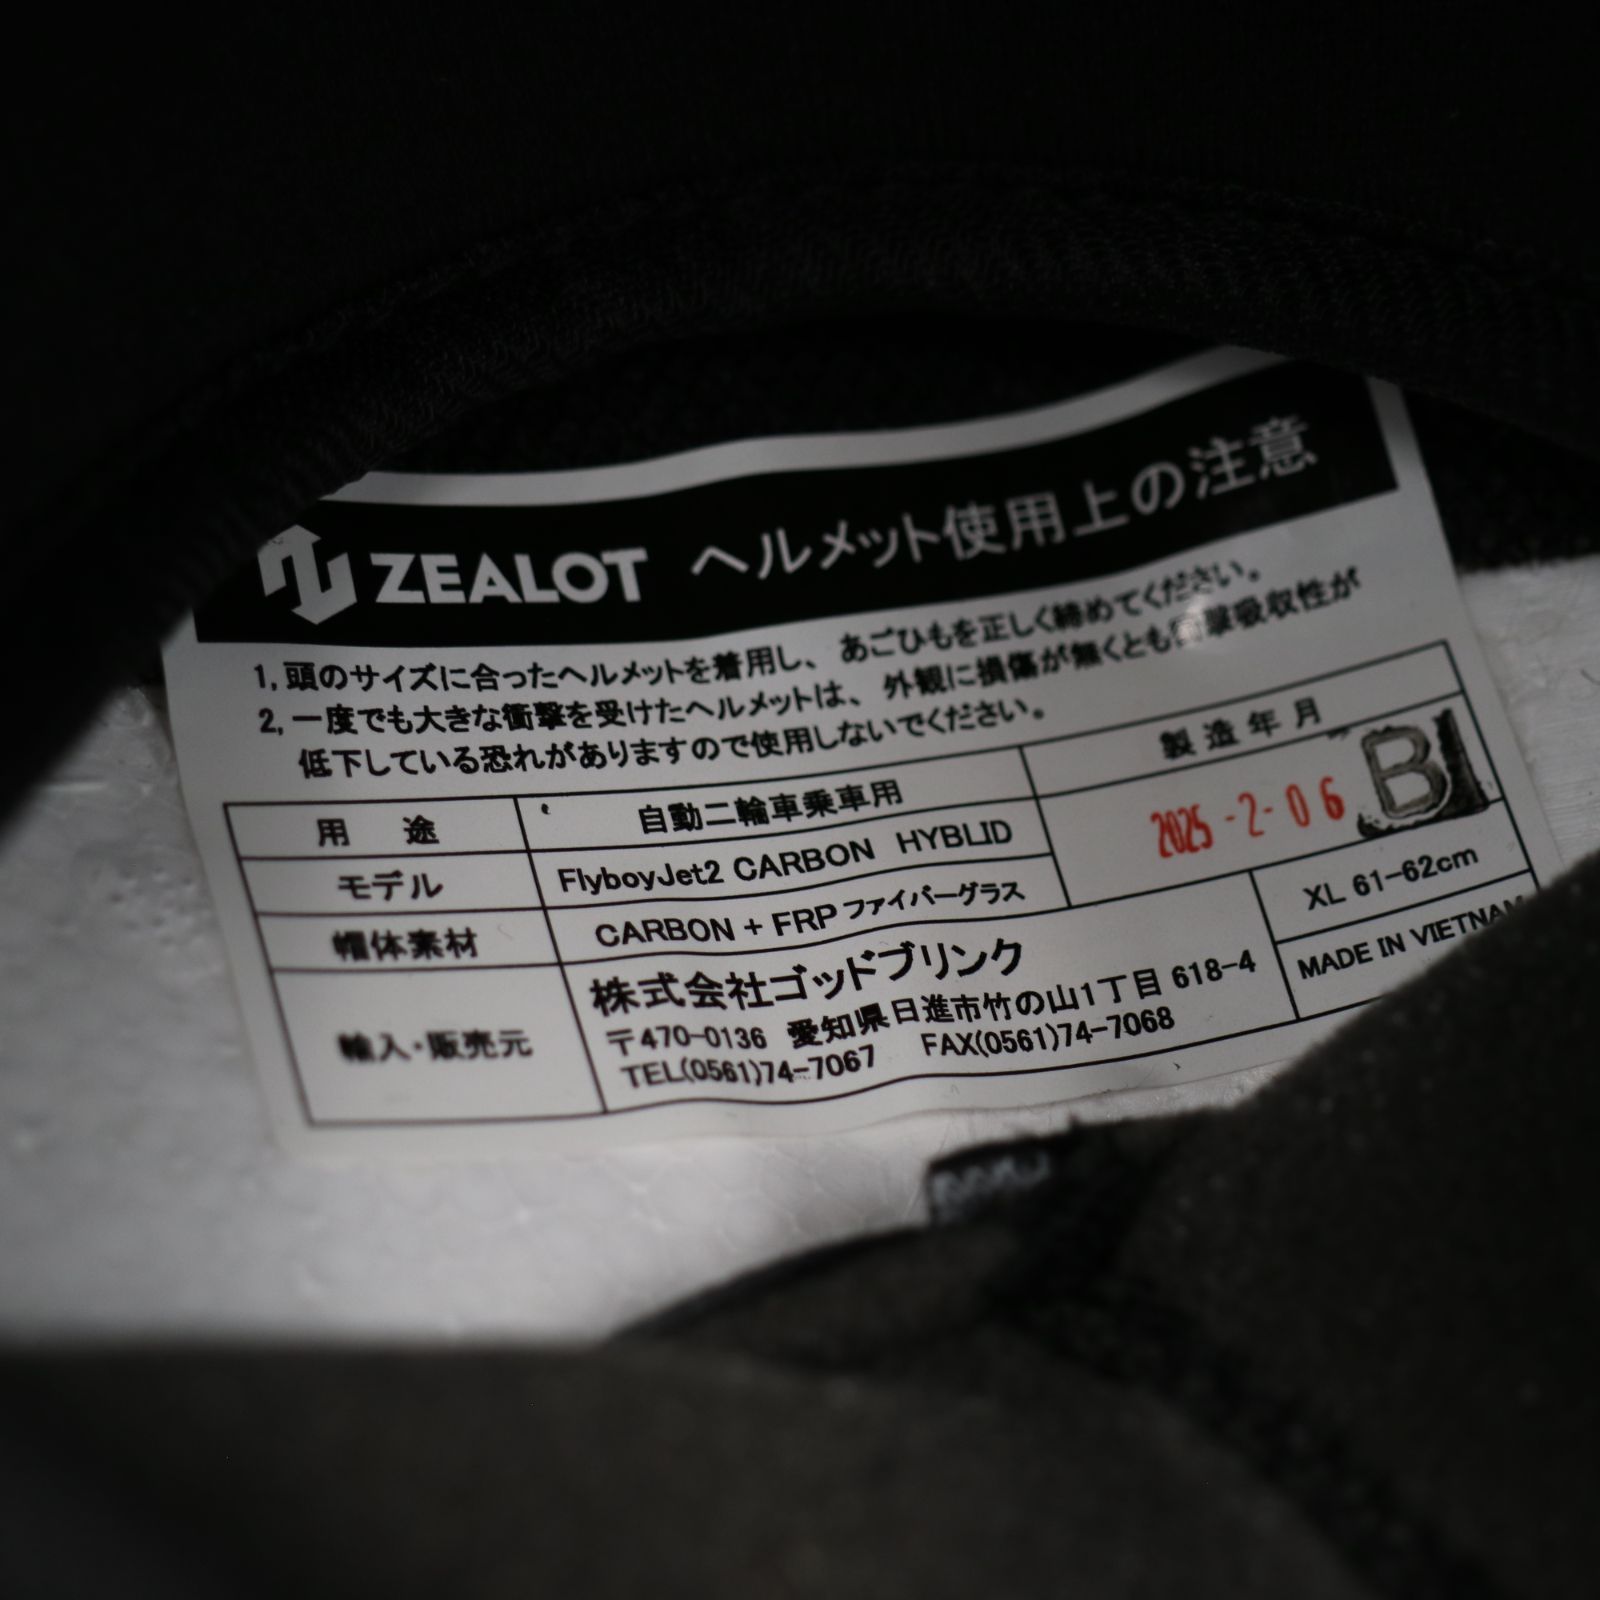 ZEALOT ヘルメット使用上の注意
1, 頭のサイズに合ったヘルメットを着用し、あごひもを正しく締めてください。
2, 一度でも大きな衝撃を受けたヘルメットは、外観に損傷が無くとも衝撃吸収性が
低下している恐れがありますので使用しないでください。
用途 自動二輪車乗車用 製造年月
モデル FlyboyJet2 CARBON HYBLID 2025-2-06 B
帽体素材 CARBON + FRPファイバーグラス XL 61-62cm
輸入・販売元 株式会社ゴッドブリンク MADE IN VIETNAM
〒470-0136 愛知県日進市竹の山1丁目 618-4
TEL(0561)74-7067 FAX(0561)74-7068